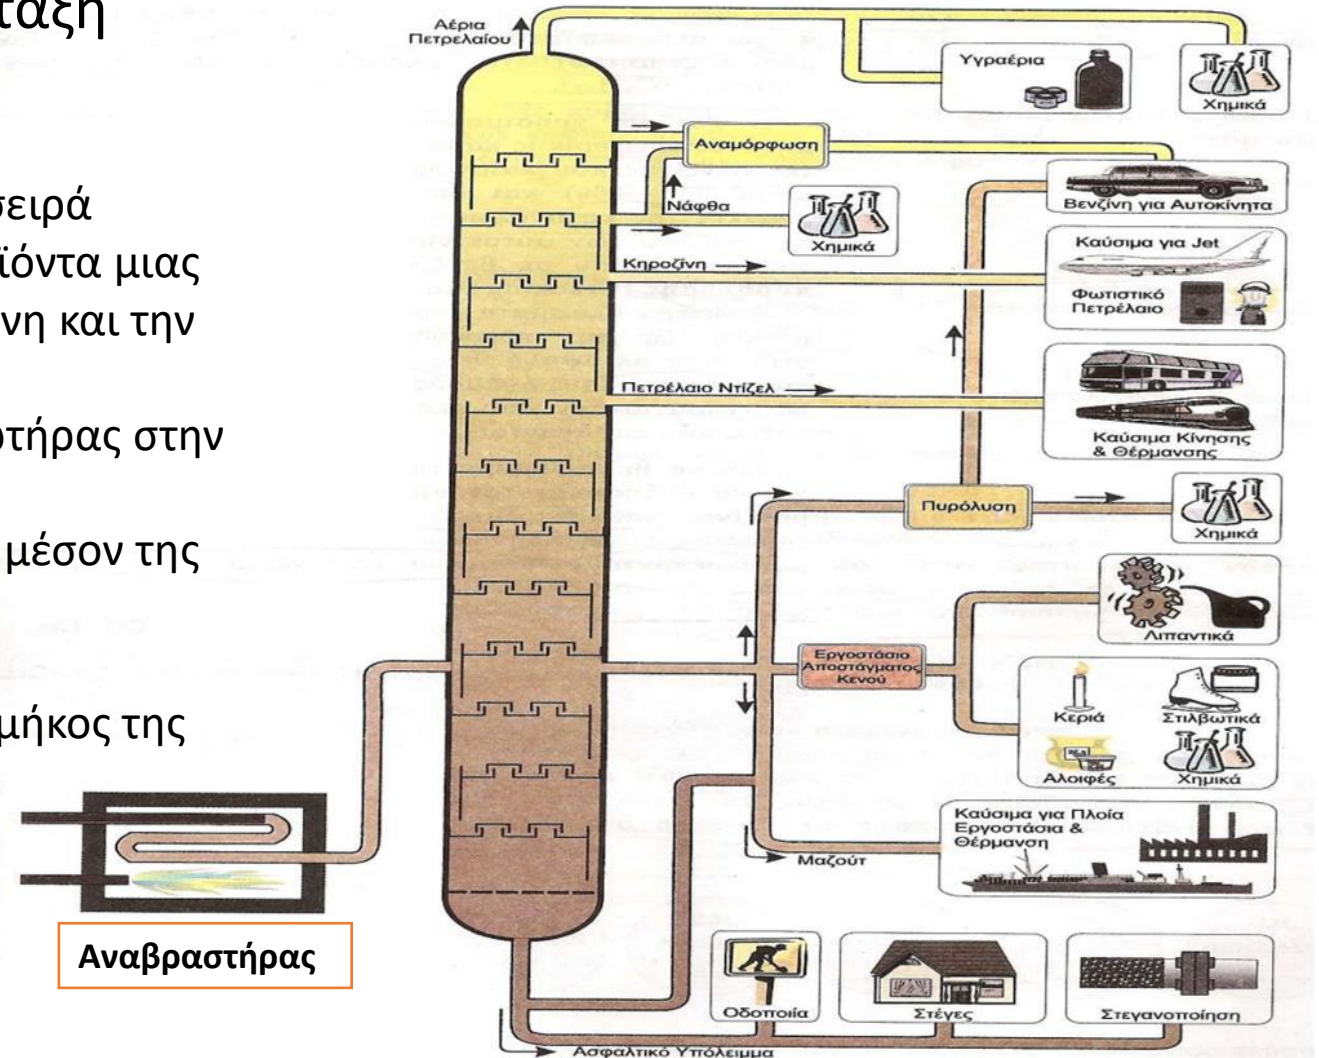 ταξη
σειρά
ϊόντα μιας
νη και την
τήρας στην
μέσον της
μήκος της
Αέρια
Πετρελαίου
Υγραέρια
Χημικά
Αναμόρφωση
Νάφθα
Χημικά
Βενζίνη για Αυτοκίνητα
Κηροζίνη
Καύσιμα για Jet
Φωτιστικό
Πετρέλαιο
Πετρέλαιο Ντίζελ
Καύσιμα Κίνησης
& Θέρμανσης
Πυρόλυση
Χημικά
Λιπαντικά
Εργοστάσιο
Αποστάγματος
Κενού
Κεριά
Στιλβωτικά
Αλοιφές
Χημικά
Καύσιμα για Πλοία
Εργοστάσια &
Θέρμανση
Μαζούτ
Αναβραστήρας
Οδοποιία
Στέγες
Στεγανοποίηση
Ασφαλτικό Υπόλειμμα